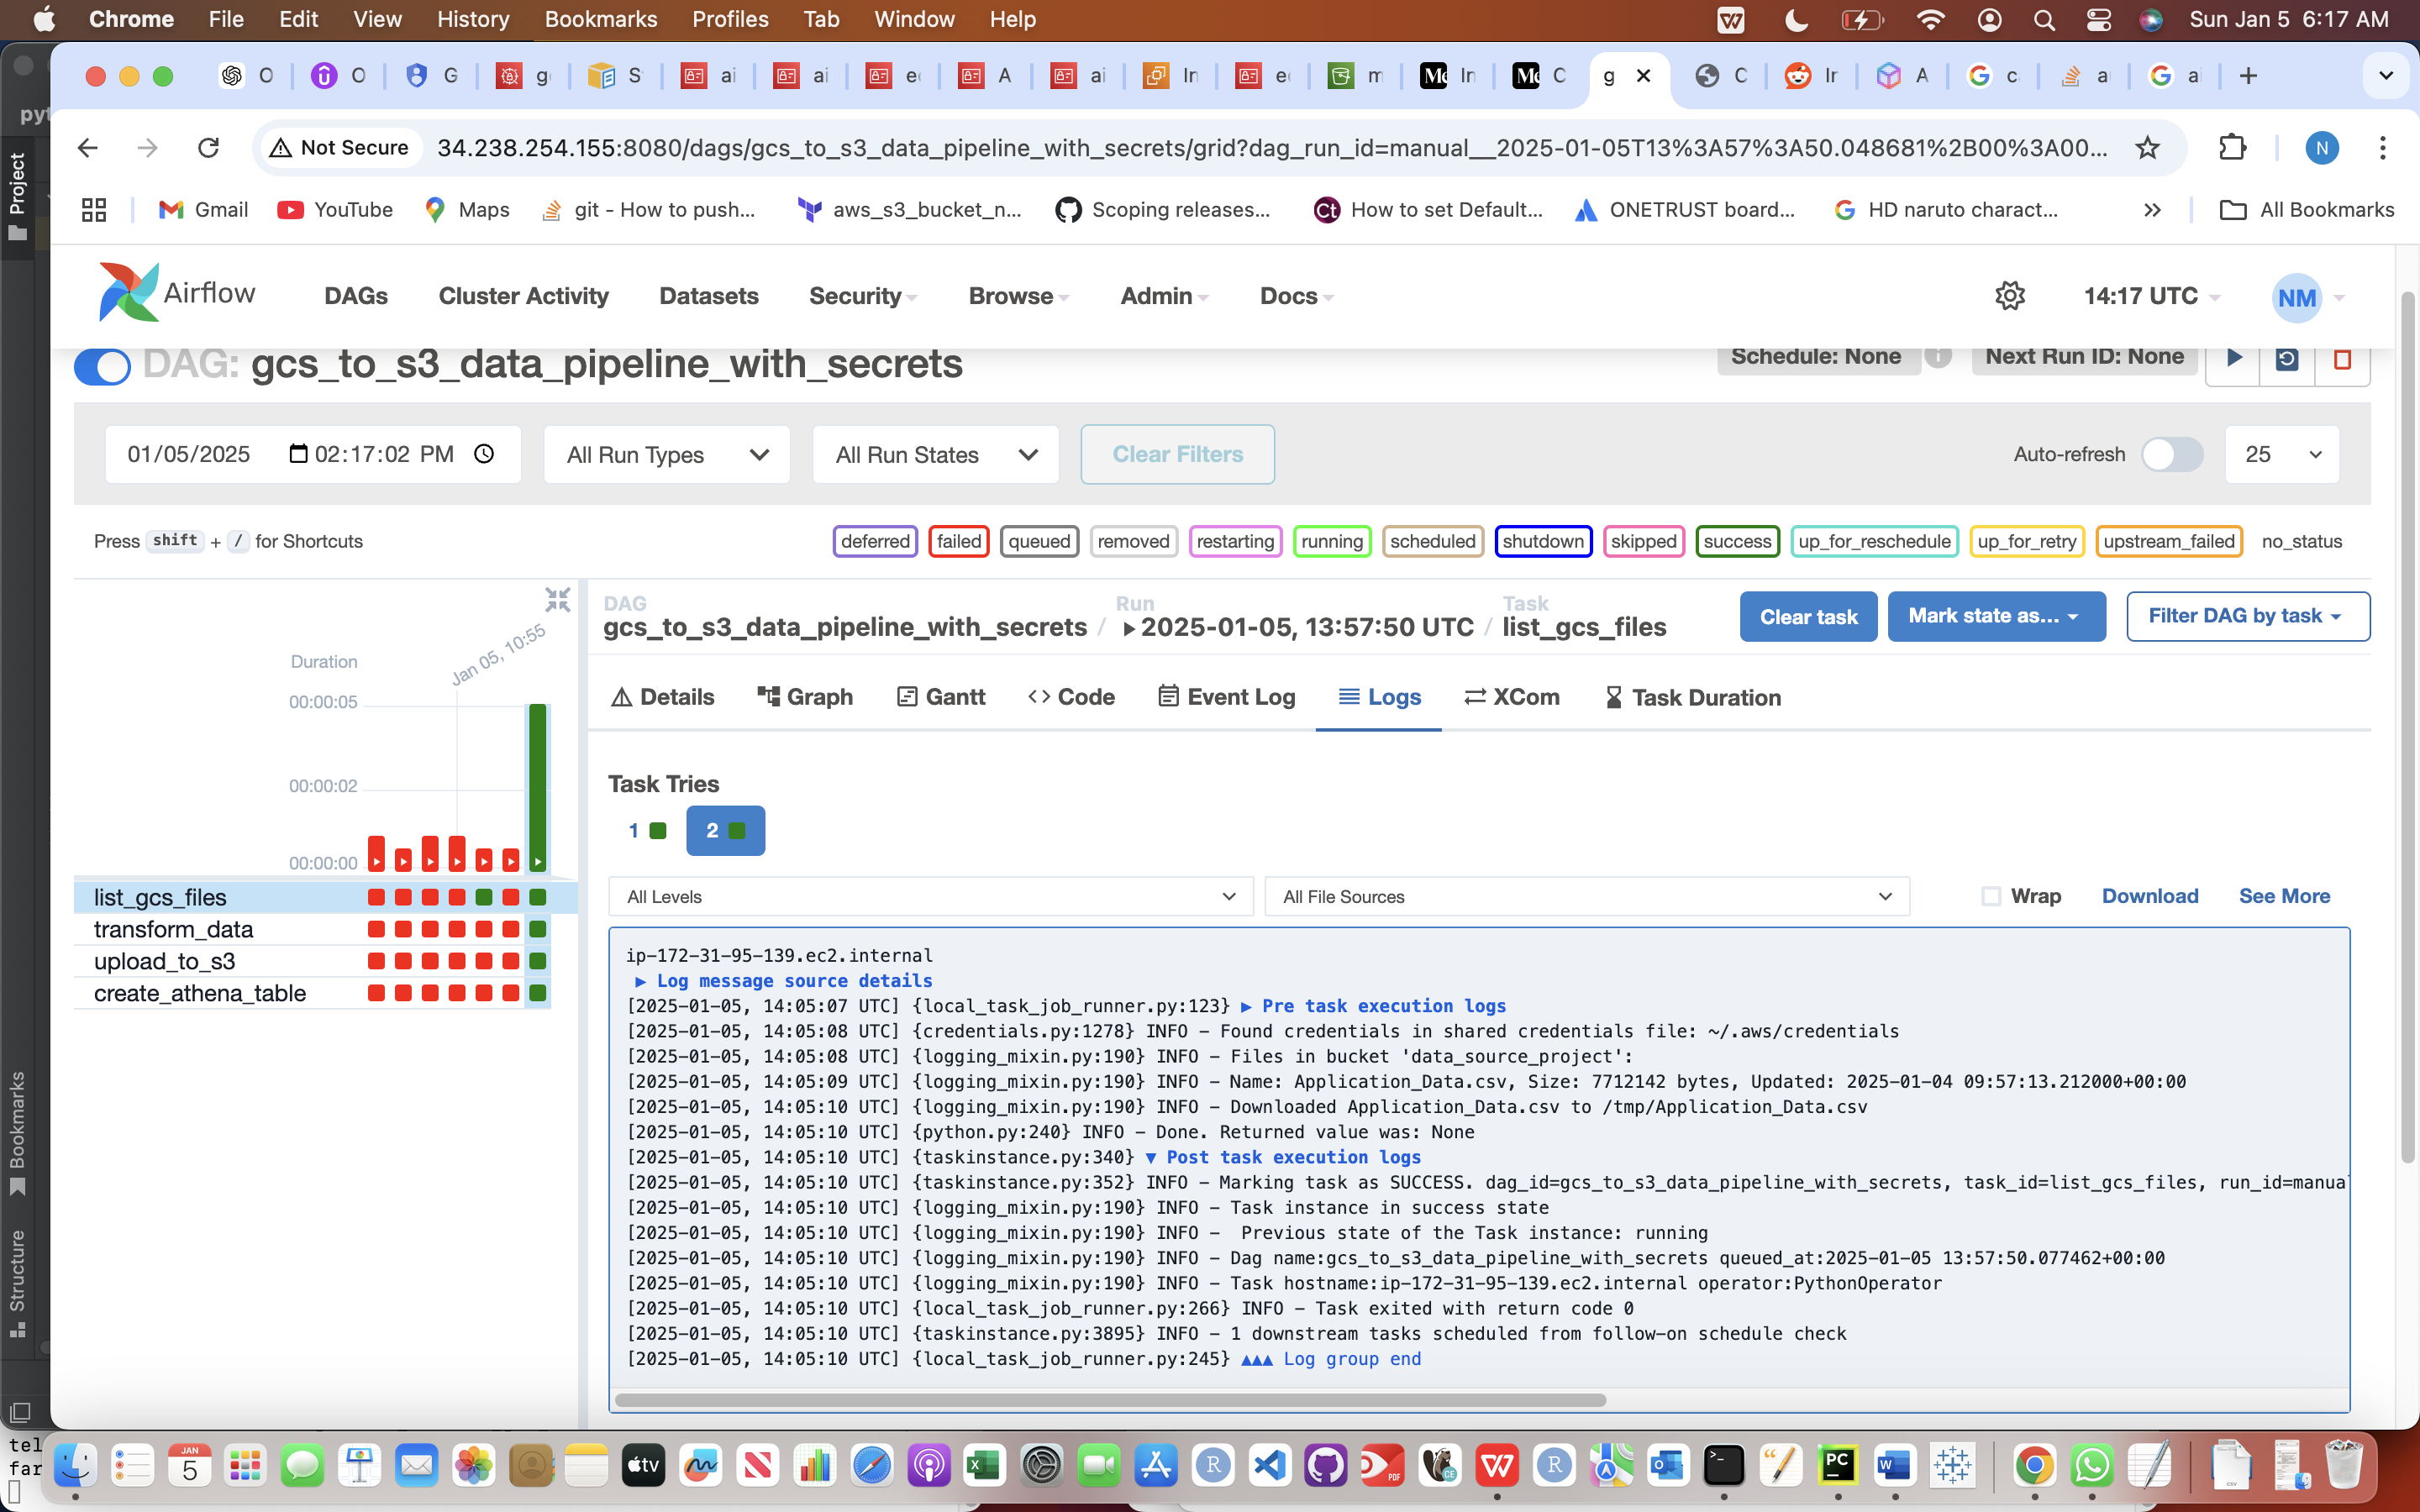 Chrome File Edit View History Bookmarks Profiles Tab Window Help Sun Jan 5 6:17 AM
O O G g S ai ai e A ai In e m In C g C Ir A c a ai
Not Secure 34.238.254.155:8080/dags/gcs_to_s3_data_pipeline_with_secrets/grid?dag_run_id=manual__2025-01-05T13%3A57%3A50.048681%2B00%3A00... N
Gmail YouTube Maps git - How to push... aws_s3_bucket_n... Scoping releases... Ct How to set Default... ONETRUST board... HD naruto charact... » All Bookmarks
pyt
Project
Airflow DAGs Cluster Activity Datasets Security Browse Admin Docs 14:17 UTC NM
DAG: gcs_to_s3_data_pipeline_with_secrets Schedule: None Next Run ID: None
01/05/2025 02:17:02 PM All Run Types All Run States Clear Filters Auto-refresh 25
Press shift + / for Shortcuts deferred failed queued removed restarting running scheduled shutdown skipped success up_for_reschedule up_for_retry upstream_failed no_status
DAG Run Task
gcs_to_s3_data_pipeline_with_secrets / 2025-01-05, 13:57:50 UTC / list_gcs_files Clear task Mark state as... Filter DAG by task
Jan 05, 10:55
Duration
00:00:05
00:00:02
00:00:00
list_gcs_files
transform_data
upload_to_s3
create_athena_table
Details Graph Gantt Code Event Log Logs XCom Task Duration
Task Tries
1 2
All Levels All File Sources Wrap Download See More
ip-172-31-95-139.ec2.internal
▶ Log message source details
[2025-01-05, 14:05:07 UTC] {local_task_job_runner.py:123} ▶ Pre task execution logs
[2025-01-05, 14:05:08 UTC] {credentials.py:1278} INFO - Found credentials in shared credentials file: ~/.aws/credentials
[2025-01-05, 14:05:08 UTC] {logging_mixin.py:190} INFO - Files in bucket 'data_source_project':
[2025-01-05, 14:05:09 UTC] {logging_mixin.py:190} INFO - Name: Application_Data.csv, Size: 7712142 bytes, Updated: 2025-01-04 09:57:13.212000+00:00
[2025-01-05, 14:05:10 UTC] {logging_mixin.py:190} INFO - Downloaded Application_Data.csv to /tmp/Application_Data.csv
[2025-01-05, 14:05:10 UTC] {python.py:240} INFO - Done. Returned value was: None
[2025-01-05, 14:05:10 UTC] {taskinstance.py:340} ▼ Post task execution logs
[2025-01-05, 14:05:10 UTC] {taskinstance.py:352} INFO - Marking task as SUCCESS. dag_id=gcs_to_s3_data_pipeline_with_secrets, task_id=list_gcs_files, run_id=manual
[2025-01-05, 14:05:10 UTC] {logging_mixin.py:190} INFO - Task instance in success state
[2025-01-05, 14:05:10 UTC] {logging_mixin.py:190} INFO -  Previous state of the Task instance: running
[2025-01-05, 14:05:10 UTC] {logging_mixin.py:190} INFO - Dag name:gcs_to_s3_data_pipeline_with_secrets queued_at:2025-01-05 13:57:50.077462+00:00
[2025-01-05, 14:05:10 UTC] {logging_mixin.py:190} INFO - Task hostname:ip-172-31-95-139.ec2.internal operator:PythonOperator
[2025-01-05, 14:05:10 UTC] {local_task_job_runner.py:266} INFO - Task exited with return code 0
[2025-01-05, 14:05:10 UTC] {taskinstance.py:3895} INFO - 1 downstream tasks scheduled from follow-on schedule check
[2025-01-05, 14:05:10 UTC] {local_task_job_runner.py:245} ▲▲▲ Log group end
Bookmarks
Structure
tel
far
JAN
5
tv
PDF
CE
PC
CSV